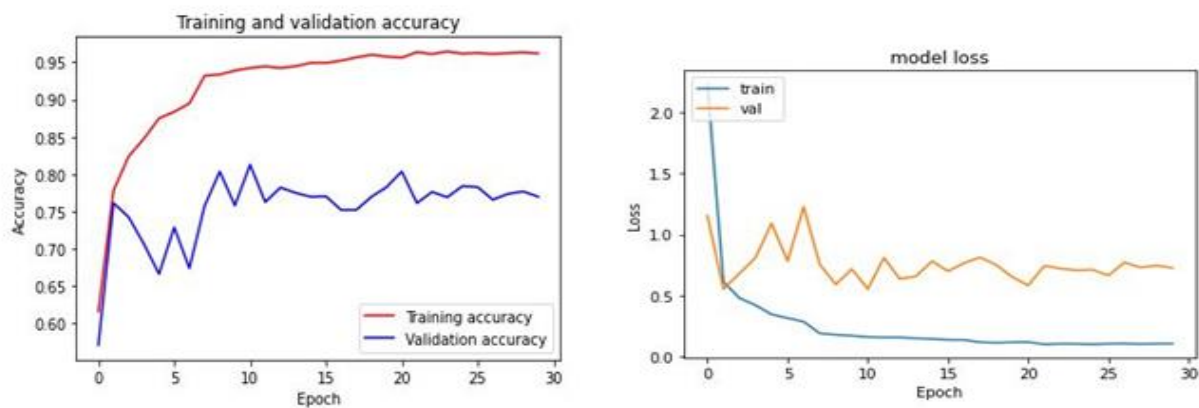 Training and validation accuracy
Accuracy
0.95
0.90
0.85
0.80
0.75
0.70
0.65
0.60
Training accuracy
Validation accuracy
0 5 10 15 20 25 30
Epoch
model loss
Loss
2.0
1.5
1.0
0.5
0.0
train
val
0 5 10 15 20 25 30
Epoch